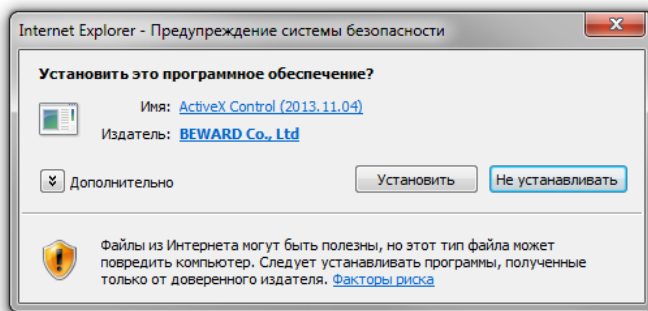 Internet Explorer - Предупреждение системы безопасности
Установить это программное обеспечение?
Имя: ActiveX Control (2013.11.04)
Издатель: BEWARD Co., Ltd
Дополнительно Установить Не устанавливать
Файлы из Интернета могут быть полезны, но этот тип файла может
повредить компьютер. Следует устанавливать программы, полученные
только от доверенного издателя. Факторы риска